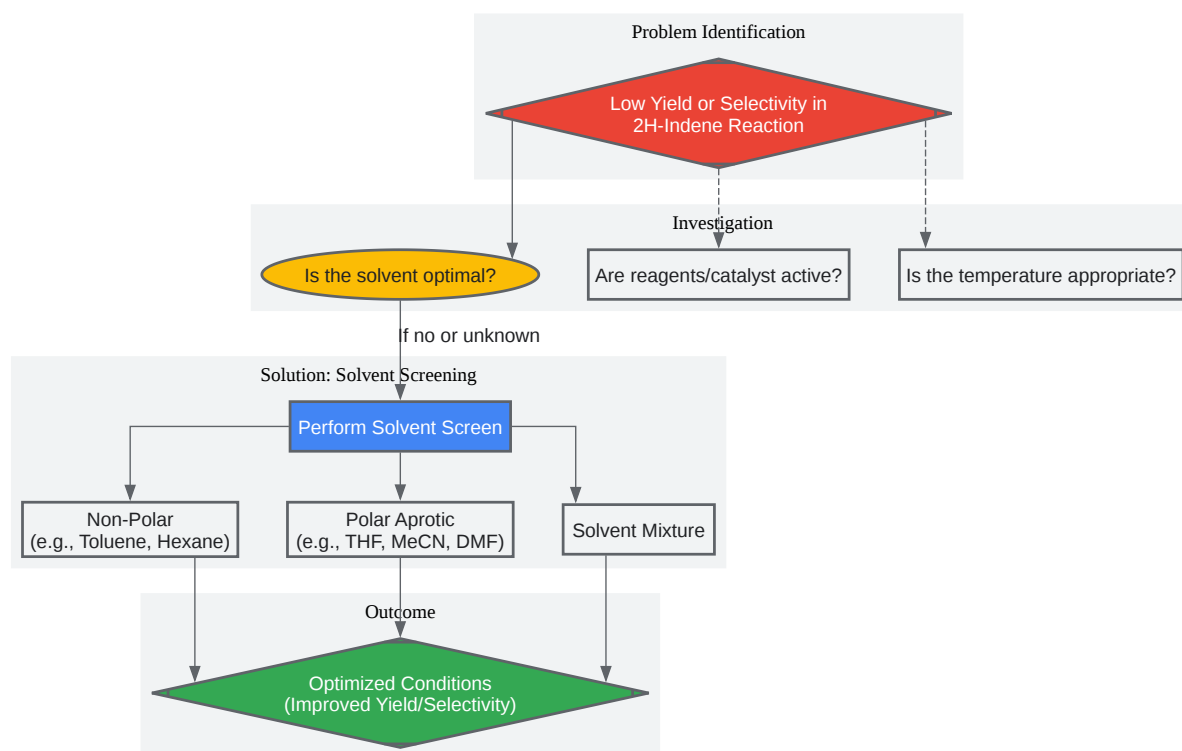 Problem Identification
Low Yield or Selectivity in
2H-Indene Reaction
Investigation
Is the solvent optimal?
Are reagents/catalyst active?
Is the temperature appropriate?
If no or unknown
Solution: Solvent Screening
Perform Solvent Screen
Non-Polar
(e.g., Toluene, Hexane)
Polar Aprotic
(e.g., THF, MeCN, DMF)
Solvent Mixture
Outcome
Optimized Conditions
(Improved Yield/Selectivity)